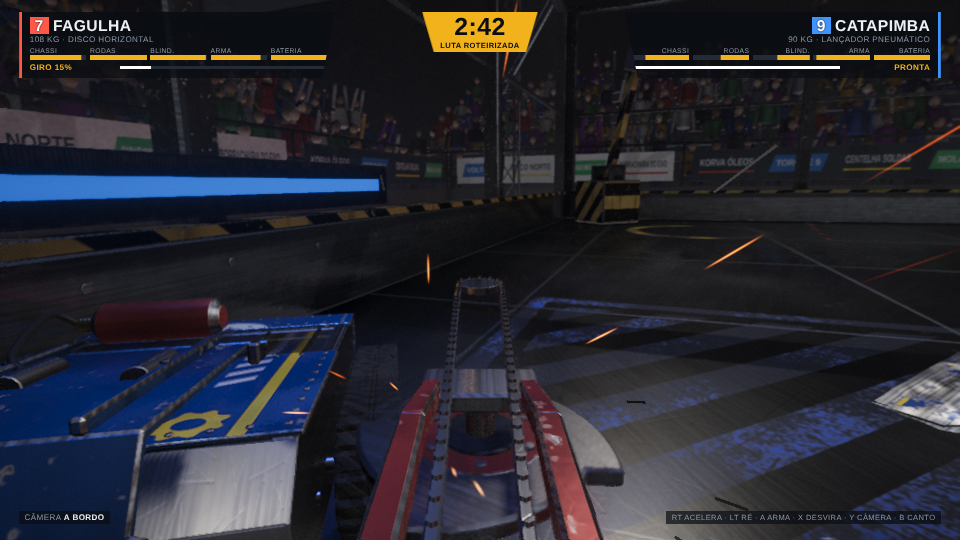 7 FAGULHA
108 KG · DISCO HORIZONTAL
CHASSI RODAS BLIND. ARMA BATERIA
GIRO 15%
2:42
LUTA ROTEIRIZADA
9 CATAPIMBA
90 KG · LANÇADOR PNEUMÁTICO
CHASSI RODAS BLIND. ARMA BATERIA
PRONTA
NORTE
NORTE
KORVA ÓLEOS
CENTELHA SOLDAS
CÂMERA A BORDO
RT ACELERA · LT RÉ · A ARMA · X DESVIRA · Y CÂMERA · B CANTO